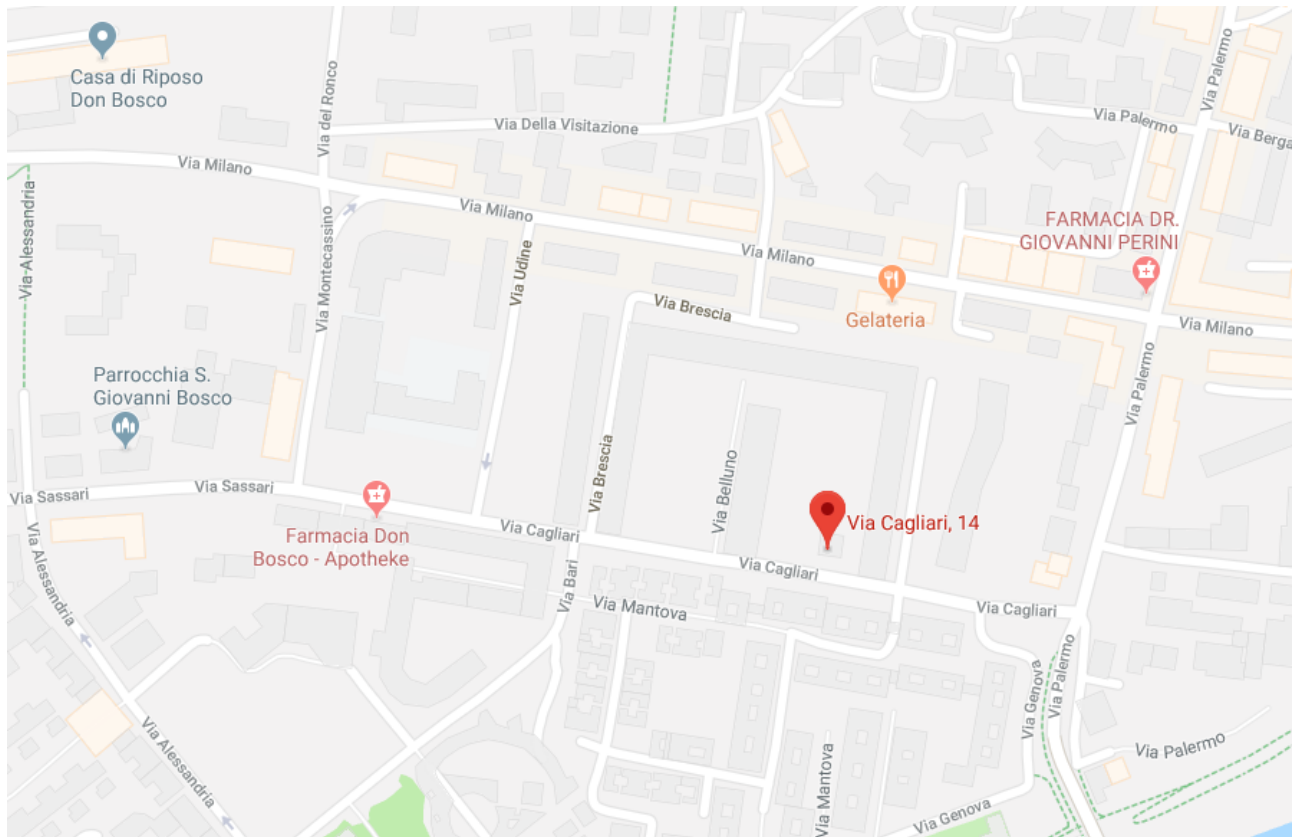 Casa di Riposo
Don Bosco
Via del Ronco
Via Della Visitazione
Via Palermo
Via Palermo
Via Berga
Via Milano
Via Alessandria
Via Montecassino
Via Milano
Via Udine
Via Milano
FARMACIA DR.
GIOVANNI PERINI
Via Brescia
Gelateria
Via Milano
Parrocchia S.
Giovanni Bosco
Via Palermo
Via Brescia
Via Belluno
Via Sassari
Via Sassari
Via Cagliari
Farmacia Don
Bosco - Apotheke
Via Cagliari, 14
Via Cagliari
Via Alessandria
Via Bari
Via Mantova
Via Cagliari
Via Genova
Via Palermo
Via Alessandria
Via Mantova
Via Palermo
Via Genova